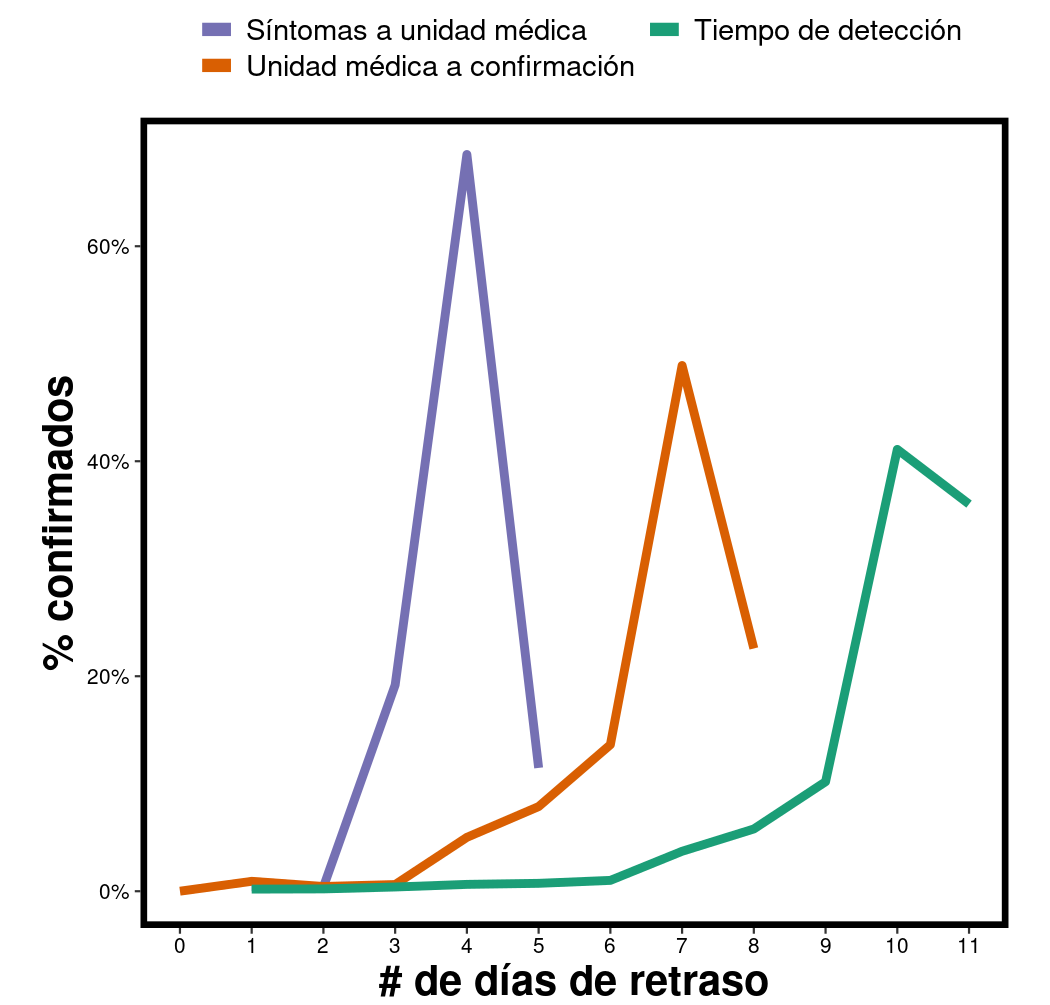 Síntomas a unidad médica
Tiempo de detección
Unidad médica a confirmación
% confirmados
60%
40%
20%
0%
0 1 2 3 4 5 6 7 8 9 10 11
# de días de retraso